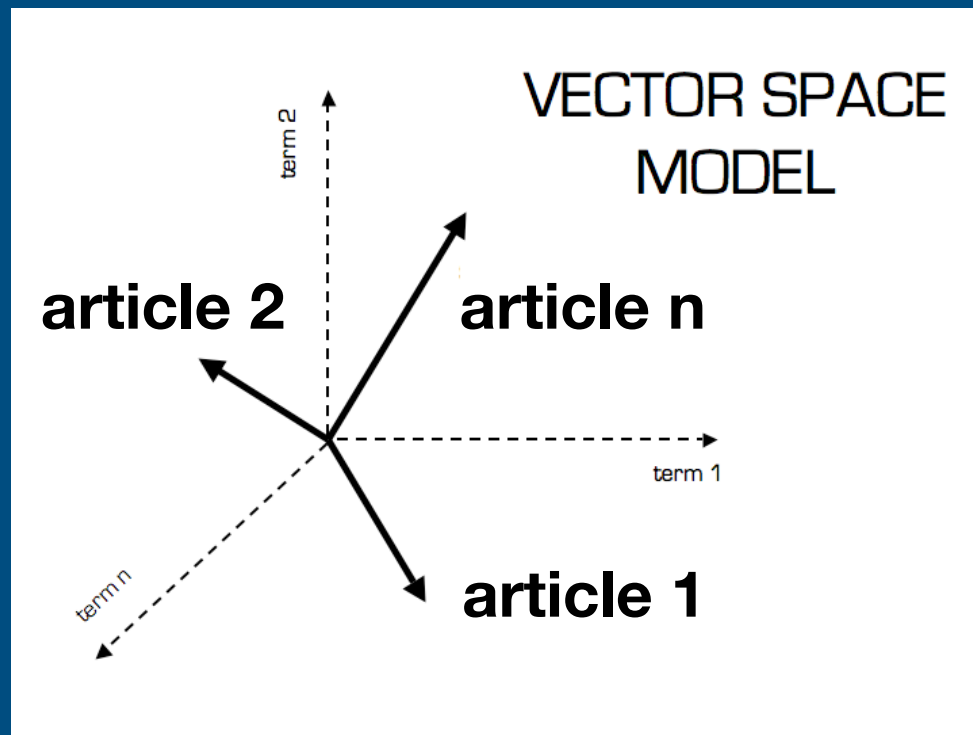 VECTOR SPACE
MODEL
term 2
article 2
article n
term 1
term n
article 1